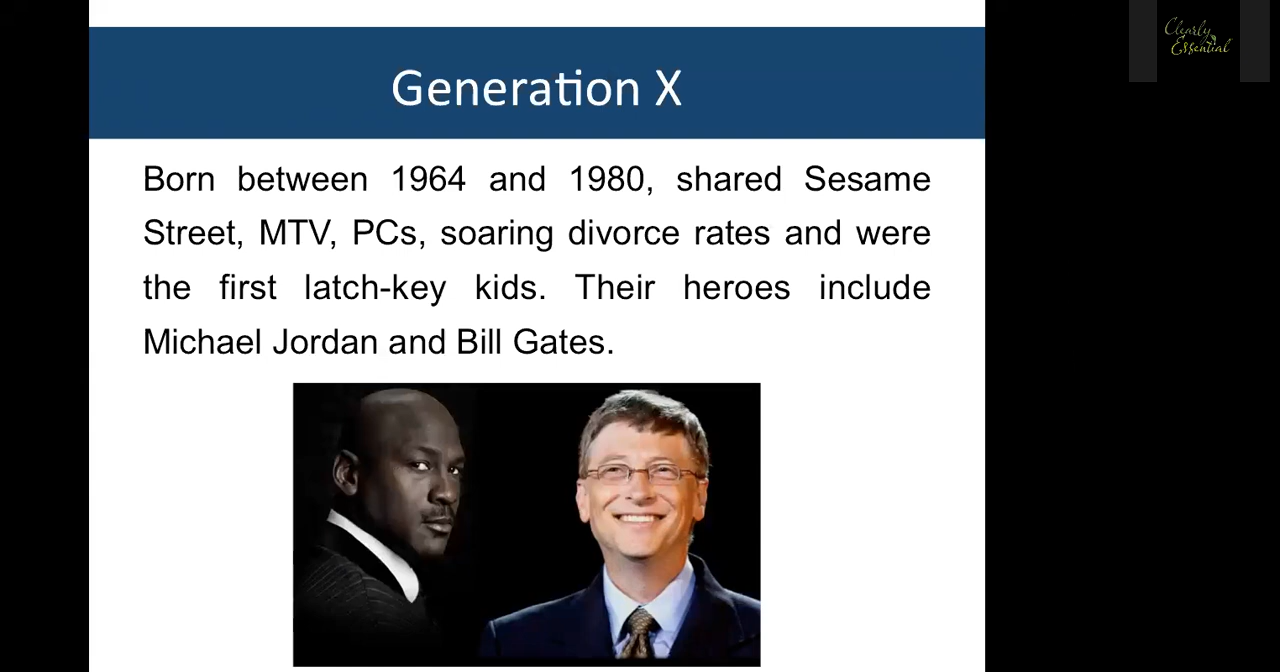 Generation X
Born between 1964 and 1980, shared Sesame
Street, MTV, PCs, soaring divorce rates and were
the first latch-key kids. Their heroes include
Michael Jordan and Bill Gates.
Clearly
Essential